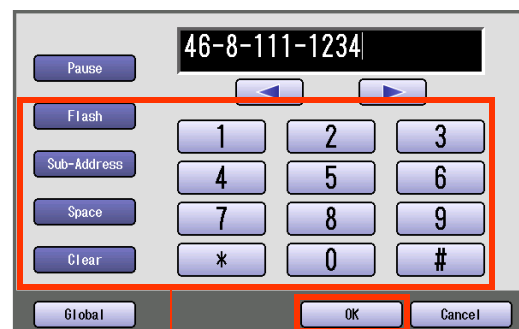 46-8-111-1234
Pause
Flash
1 2 3
Sub-Address
4 5 6
Space
7 8 9
Clear
* 0 #
Global OK Cancel